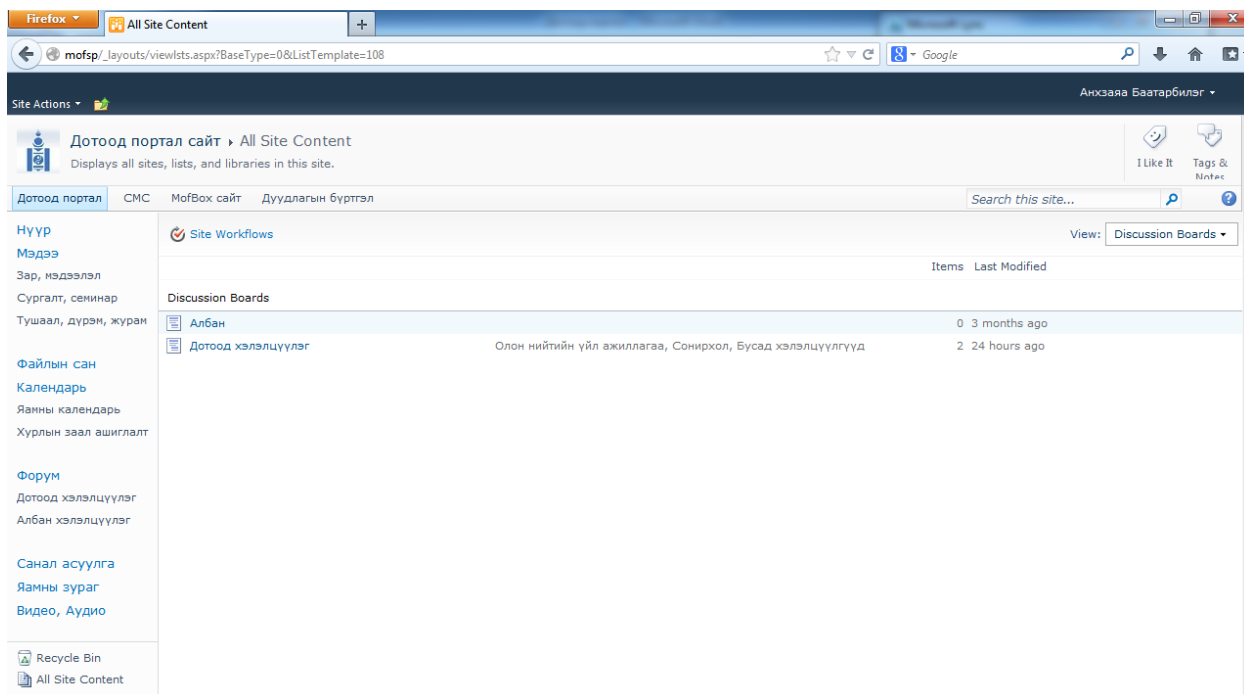 Firefox
All Site Content
mofsp/_layouts/viewlsts.aspx?BaseType=0&ListTemplate=108
Google
Site Actions
Анхзаяа Баатарбилэг
Дотоод портал сайт All Site Content
Displays all sites, lists, and libraries in this site.
I Like It
Tags &
Notes
Дотоод портал СМС MofBox сайт Дуудлагын бүртгэл
Search this site...
Нүүр
Мэдээ
Зар, мэдээлэл
Сургалт, семинар
Тушаал, дүрэм, журам
Файлын сан
Календарь
Яамны календарь
Хурлын заал ашиглалт
Форум
Дотоод хэлэлцүүлэг
Албан хэлэлцүүлэг
Санал асуулга
Яамны зураг
Видео, Аудио
Recycle Bin
All Site Content
Site Workflows
View: Discussion Boards
Items Last Modified
Discussion Boards
Албан 0 3 months ago
Дотоод хэлэлцүүлэг Олон нийтийн үйл ажиллагаа, Сонирхол, Бусад хэлэлцүүлгүүд 2 24 hours ago